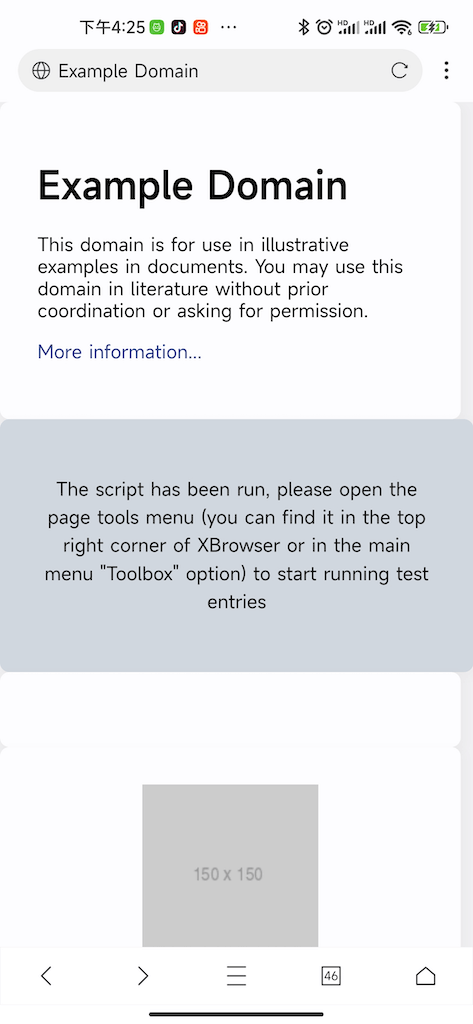 下午4:25
Example Domain
Example Domain
This domain is for use in illustrative
examples in documents. You may use this
domain in literature without prior
coordination or asking for permission.
More information...
The script has been run, please open the
page tools menu (you can find it in the top
right corner of XBrowser or in the main
menu "Toolbox" option) to start running test
entries
150 x 150
46